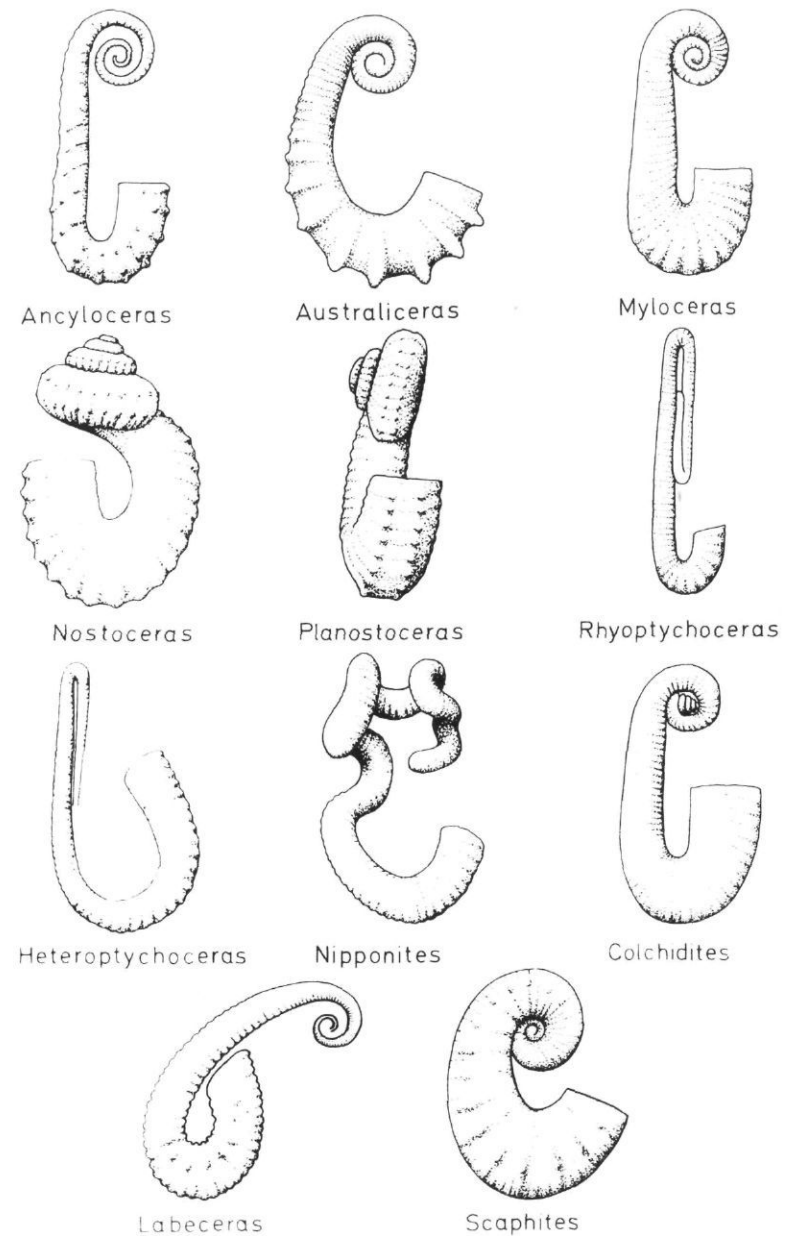 Ancyloceras
Australiceras
Myloceras
Nostoceras
Planostoceras
Rhyoptychoceras
Heteroptychoceras
Nipponites
Colchidites
Labeceras
Scaphites